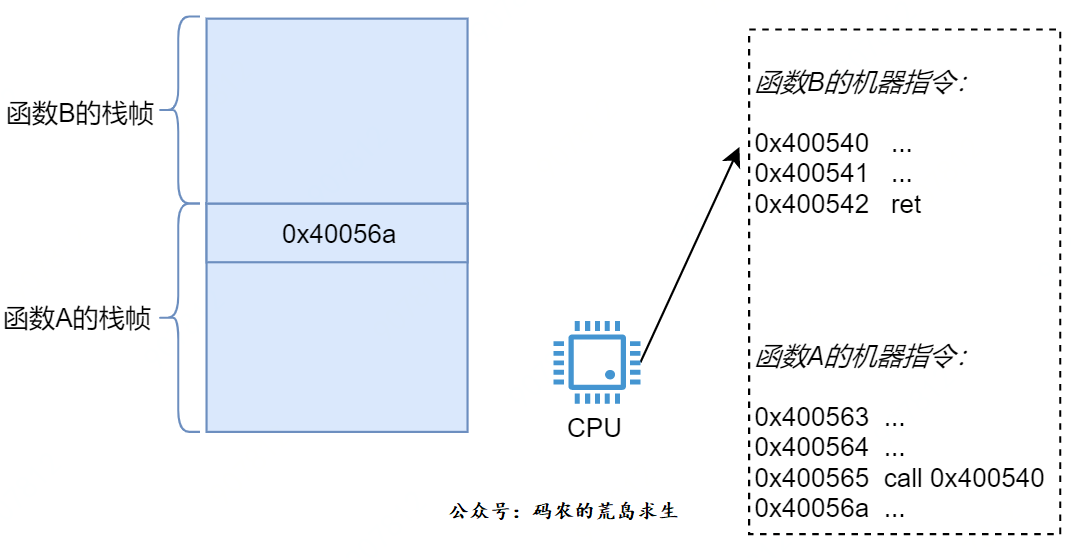 函数B的栈帧
0x40056a
函数A的栈帧
CPU
函数B的机器指令：
0x400540 ...
0x400541 ...
0x400542 ret
函数A的机器指令：
0x400563 ...
0x400564 ...
0x400565 call 0x400540
0x40056a ...
公众号：码农的荒岛求生